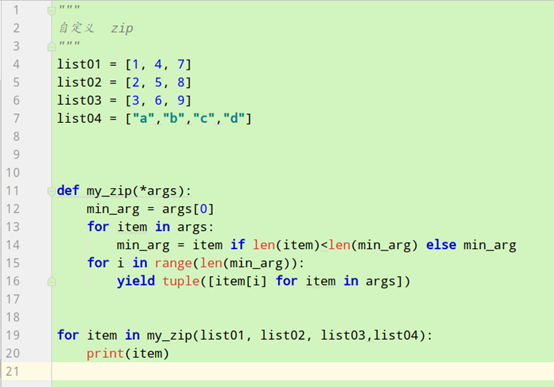 1 """
2 自定义 zip
3 """
4 list01 = [1, 4, 7]
5 list02 = [2, 5, 8]
6 list03 = [3, 6, 9]
7 list04 = ["a","b","c","d"]
8
9
10
11 def my_zip(*args):
12     min_arg = args[0]
13     for item in args:
14         min_arg = item if len(item)<len(min_arg) else min_arg
15     for i in range(len(min_arg)):
16         yield tuple([item[i] for item in args])
17
18
19 for item in my_zip(list01, list02, list03,list04):
20     print(item)
21